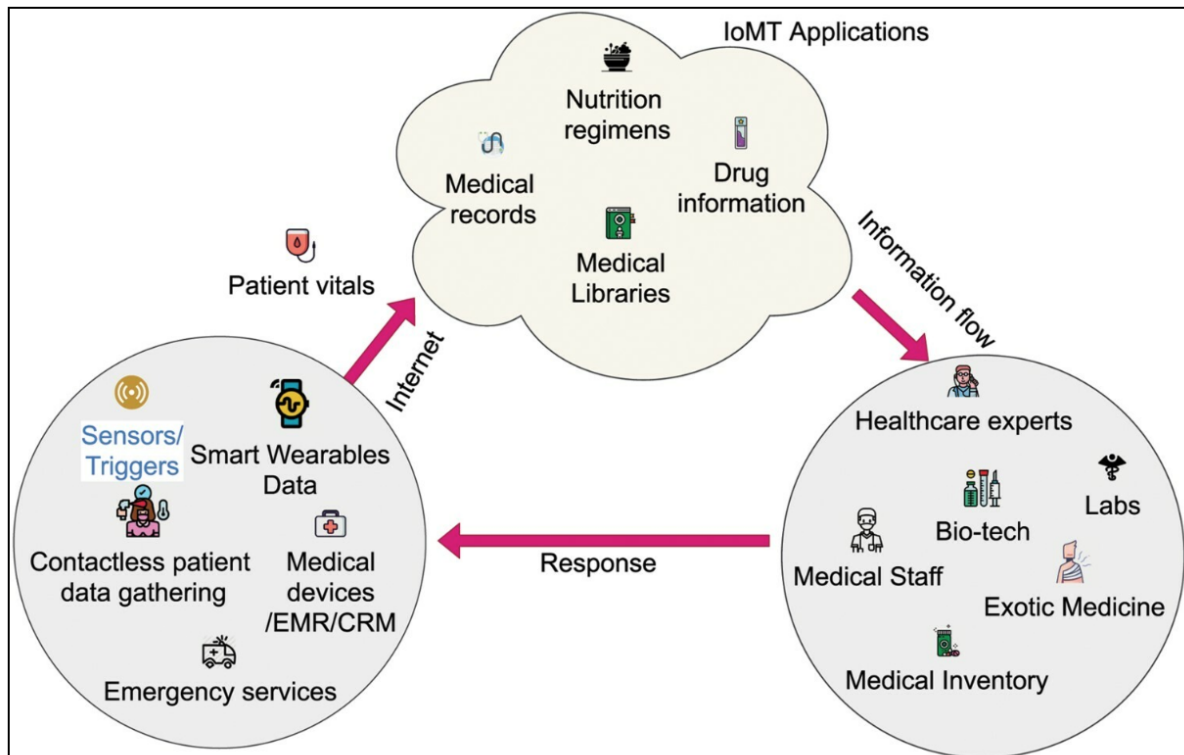 IoMT Applications
Nutrition
regimens
Medical
records
Drug
information
Medical
Libraries
Patient vitals
Internet
Information flow
Sensors/
Triggers
Smart Wearables
Data
Contactless patient
data gathering
Medical
devices
/EMR/CRM
Emergency services
Response
Healthcare experts
Labs
Bio-tech
Medical Staff
Exotic Medicine
Medical Inventory